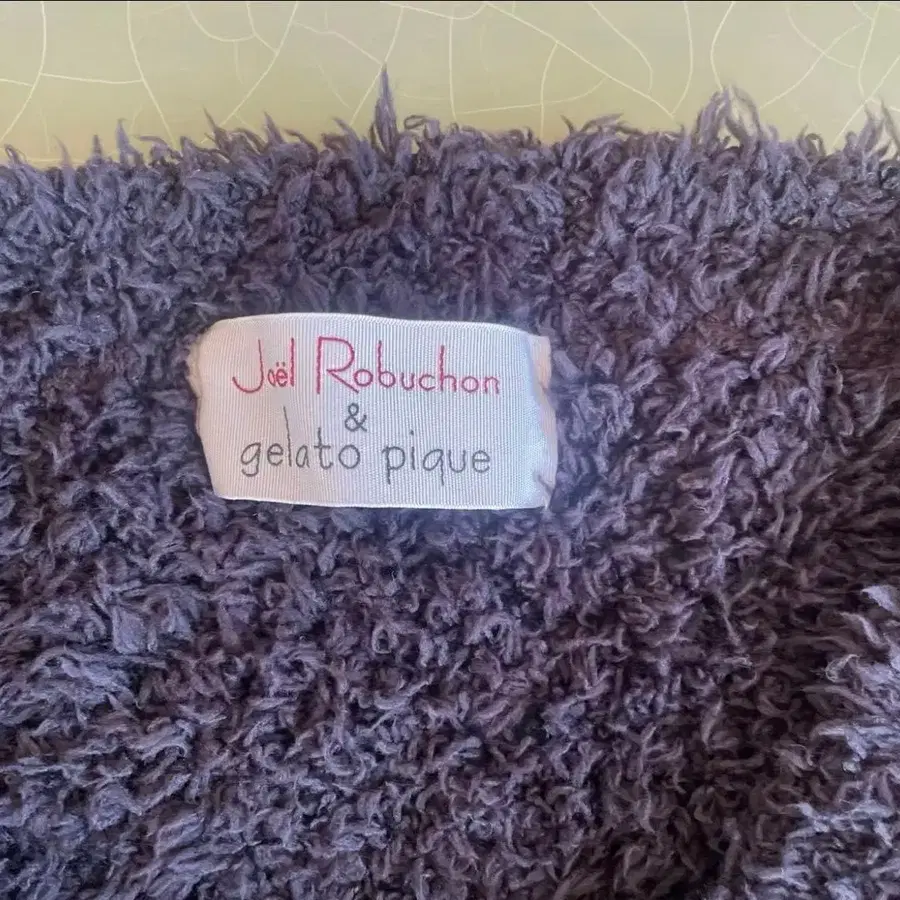 Joël Robuchon
&
gelato pique